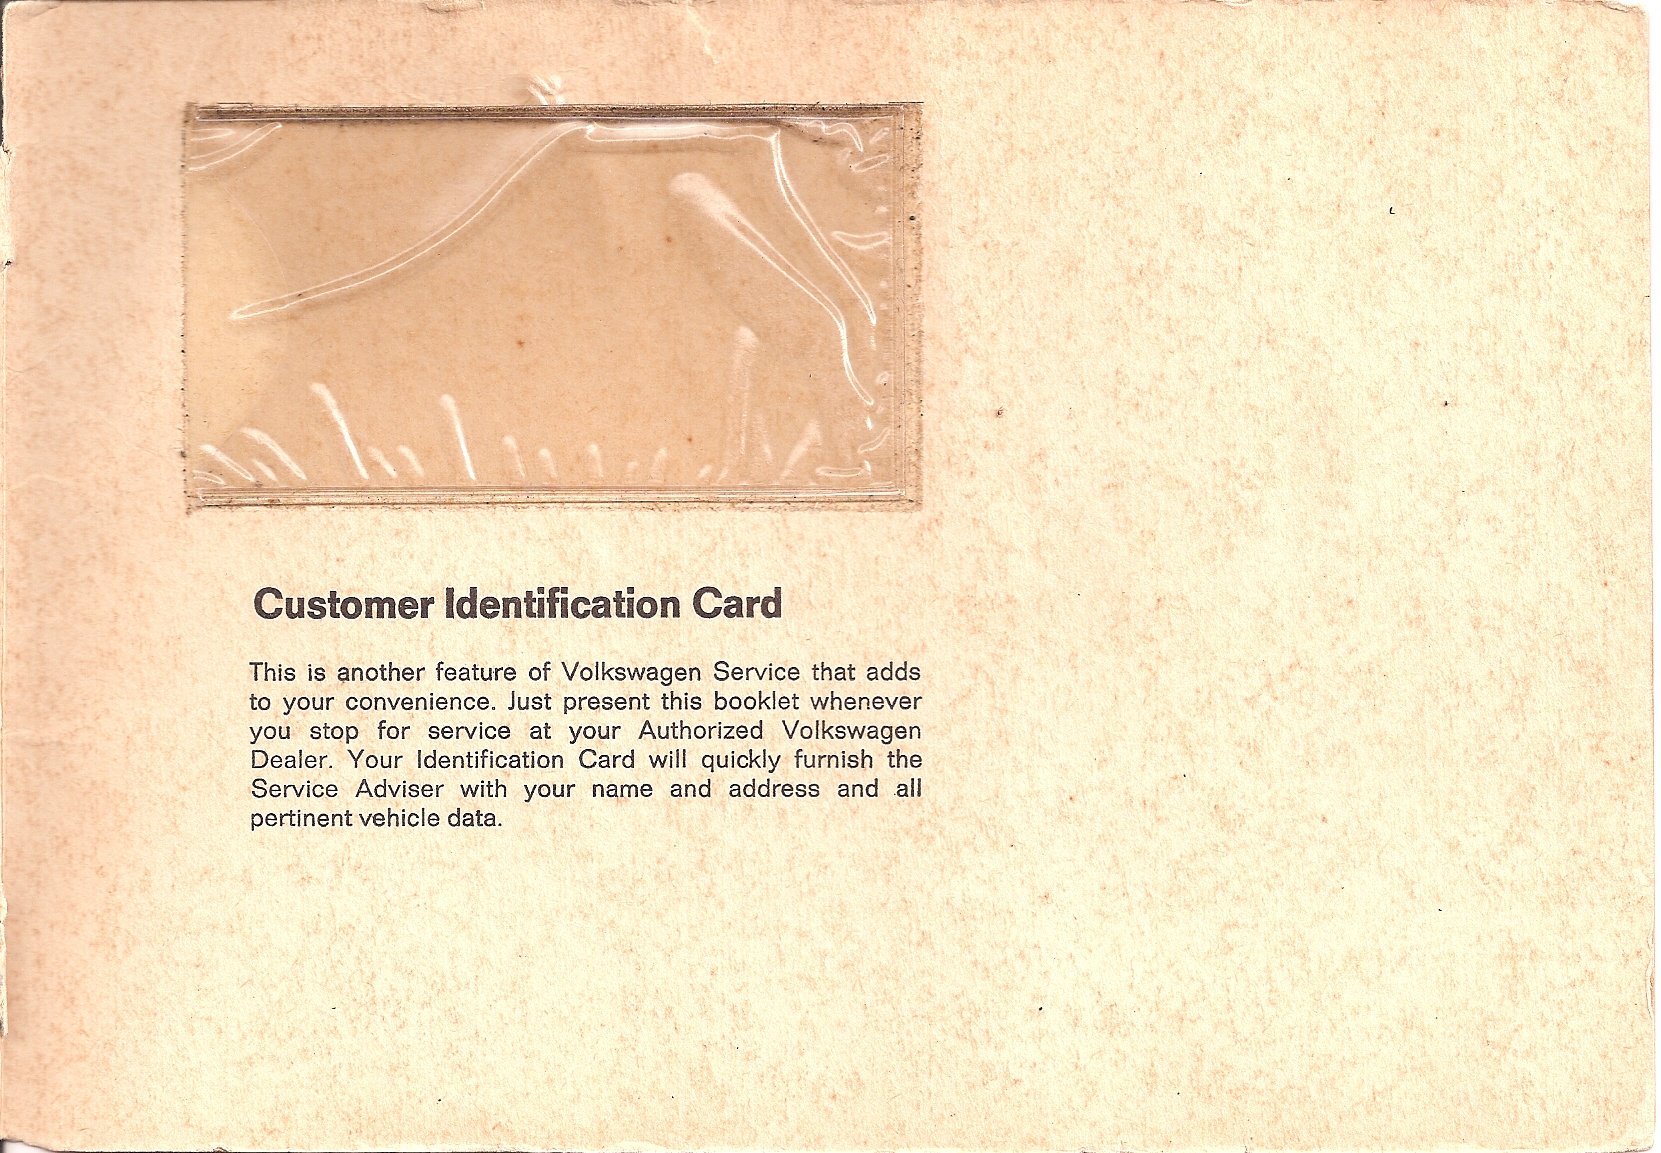 Customer Identification Card
This is another feature of Volkswagen Service that adds
to your convenience. Just present this booklet whenever
you stop for service at your Authorized Volkswagen
Dealer. Your Identification Card will quickly furnish the
Service Adviser with your name and address and all
pertinent vehicle data.